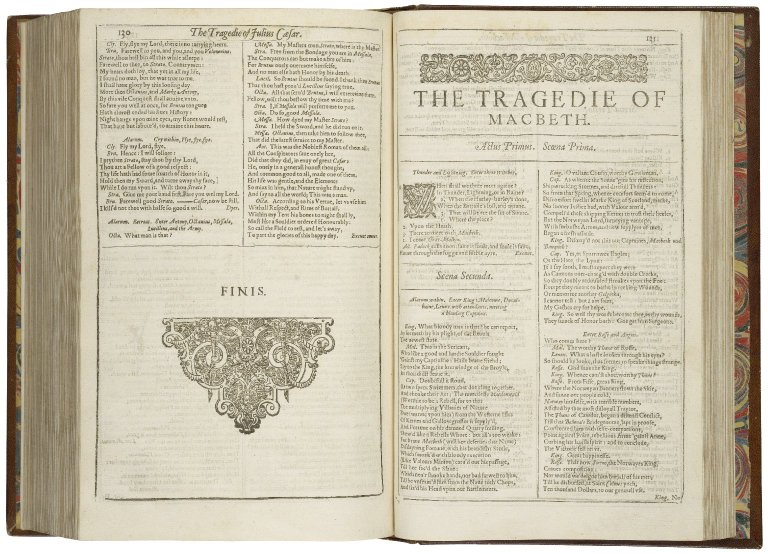 130
The Tragedie of Julius Cæsar.
Cly. Fly, flye my Lord, there is no tarrying heere.
Bru. Farewell to you, and you, and you Volumnius.
Strato, thou hast bin all this while asleepe:
Farewell to thee, to Strato, Countrymen:
My heart doth ioy, that yet in all my life,
I found no man, but he was true to me.
I shall haue glory by this loosing day
More then Octauius, and Marke Antony,
By this vile Conquest shall attaine vnto.
So fare you well at once, for Brutus tongue
Hath almost ended his liues History:
Night hangs vpon mine eyes, my Bones would rest,
That haue but labour'd, to attaine this houre.
Alarum. Cry within, Flye, flye, flye.
Cly. Fly my Lord, flye.
Bru. Hence: I will follow:
I prythee Strato, stay thou by thy Lord,
Thou art a Fellow of a good respect:
Thy life hath had some smatch of Honor in it,
Hold then my Sword, and turne away thy face,
While I do run vpon it. Wilt thou Strato?
Stra. Giue me your hand first. Fare you wel my Lord.
Bru. Farewell good Strato. —— Cæsar, now be still,
I kill'd not thee with halfe so good a will. Dyes.
Alarum. Retreat. Enter Antony, Octauius, Messala,
Lucillius, and the Army.
Octa. What man is that?
Messa. My Masters man, Strato, where is thy Master?
Stra. Free from the Bondage you are in Messala,
The Conquerors can but make a fire of him:
For Brutus onely ouercame himselfe,
And no man else hath Honor by his death.
Lucil. So Brutus should be found. I thank thee Brutus
That thou hast prou'd Lucillius saying true.
Octa. All that seru'd Brutus, I will entertaine them.
Fellow, wilt thou bestow thy time with me?
Stra. I, if Messala will preferre me to you.
Octa. Do so, good Messala.
Messa. How dyed my Master Strato?
Stra. I held the Sword, and he did run on it.
Messa. Octauius, then take him to follow thee,
That did the latest seruice to my Master.
Ant. This was the Noblest Roman of them all:
All the Conspirators saue onely hee,
Did that they did, in enuy of great Cæsar:
He, onely in a generall honest thought,
And common good to all, made one of them.
His life was gentle, and the Elements
So mixt in him, that Nature might stand vp,
And say to all the world; This was a man.
Octa. According to his Vertue, let vs vse him
Withall Respect, and Rites of Buriall.
Within my Tent his bones to night shall ly,
Most like a Souldier ordered Honourably:
So call the Field to rest, and let's away,
To part the glories of this happy day. Exeunt omnes.
FINIS.
131
THE TRAGEDIE OF
MACBETH.
Actus Primus. Scœna Prima.
Thunder and Lightning. Enter three Witches.
When shall we three meet againe?
In Thunder, Lightning, or in Raine?
2. When the Hurley-burley's done,
When the Battaile's lost, and wonne.
3. That will be ere the set of Sunne.
1. Where the place?
2. Vpon the Heath.
3. There to meet with Macbeth.
1. I come, Gray-Malkin.
All. Padock calls anon: faire is foule, and foule is faire,
Houer through the fogge and filthie ayre. Exeunt.
Scena Secunda.
Alarum within. Enter King Malcome, Donal-
baine, Lenox, with attendants, meeting
a bleeding Captaine.
King. What bloody man is that? he can report,
As seemeth by his plight, of the Reuolt
The newest state.
Mal. This is the Serieant,
Who like a good and hardie Souldier fought
'Gainst my Captiuitie: Haile braue friend;
Say to the King, the knowledge of the Broyle,
As thou didst leaue it.
Cap. Doubtfull it stood,
As two spent Swimmers, that doe cling together,
And choake their Art: The mercilesse Macdonwald
(Worthie to be a Rebell, for to that
The multiplying Villanies of Nature
Doe swarme vpon him) from the Westerne Isles
Of Kernes and Gallowgrosses is supply'd,
And Fortune on his damned Quarry smiling,
Shew'd like a Rebells Whore: but all's too weake:
For braue Macbeth (well hee deserues that Name)
Disdayning Fortune, with his brandisht Steele,
Which smoak'd with bloody execution
(Like Valours Minion) caru'd out his passage,
Till hee fac'd the Slaue:
Which neu'r shooke hands, nor bad farwell to him,
Till he vnseam'd him from the Naue toth' Chops,
And fix'd his Head vpon our Battlements.
King. O valiant Cousin, worthy Gentleman.
Cap. As whence the Sunne 'gins his reflection,
Shipwracking Stormes, and direfull Thunders:
So from that Spring, whence comfort seem'd to come,
Discomfort swells: Marke King of Scotland, marke,
No sooner Iustice had, with Valour arm'd,
Compell'd these skipping Kernes to trust their heeles,
But the Norweyan Lord, surueying vantage,
With furbusht Armes, and new supplyes of men,
Began a fresh assault.
King. Dismay'd not this our Captaines, Macbeth and
Banquoh?
Cap. Yes, as Sparrowes, Eagles;
Or the Hare, the Lyon:
If I say sooth, I must report they were
As Cannons ouer-charg'd with double Cracks,
So they doubly redoubled stroakes vpon the Foe:
Except they meant to bathe in reeking Wounds,
Or memorize another Golgotha,
I cannot tell: but I am faint,
My Gashes cry for helpe.
King. So well thy words become thee, as thy wounds,
They smack of Honor both: Goe get him Surgeons.
Enter Rosse and Angus.
Who comes here?
Mal. The worthy Thane of Rosse.
Lenox. What a haste lookes through his eyes?
So should he looke, that seemes to speake things strange.
Rosse. God saue the King.
King. Whence cam'st thou, worthy Thane?
Rosse. From Fiffe, great King,
Where the Norweyan Banners flowt the Skie,
And fanne our people cold.
Norway himselfe, with terrible numbers,
Assisted by that most disloyall Traytor,
The Thane of Cawdor, began a dismall Conflict,
Till that Bellona's Bridegroome, lapt in proofe,
Confronted him with selfe-comparisons,
Point against Point, rebellious Arme 'gainst Arme,
Curbing his lauish spirit: and to conclude,
The Victorie fell on vs.
King. Great happinesse.
Rosse. That now Sweno, the Norwayes King,
Craues composition:
Nor would we deigne him buriall of his men,
Till he disbursed, at Saint Colmes ynch,
Ten thousand Dollars, to our generall vse.
King. No